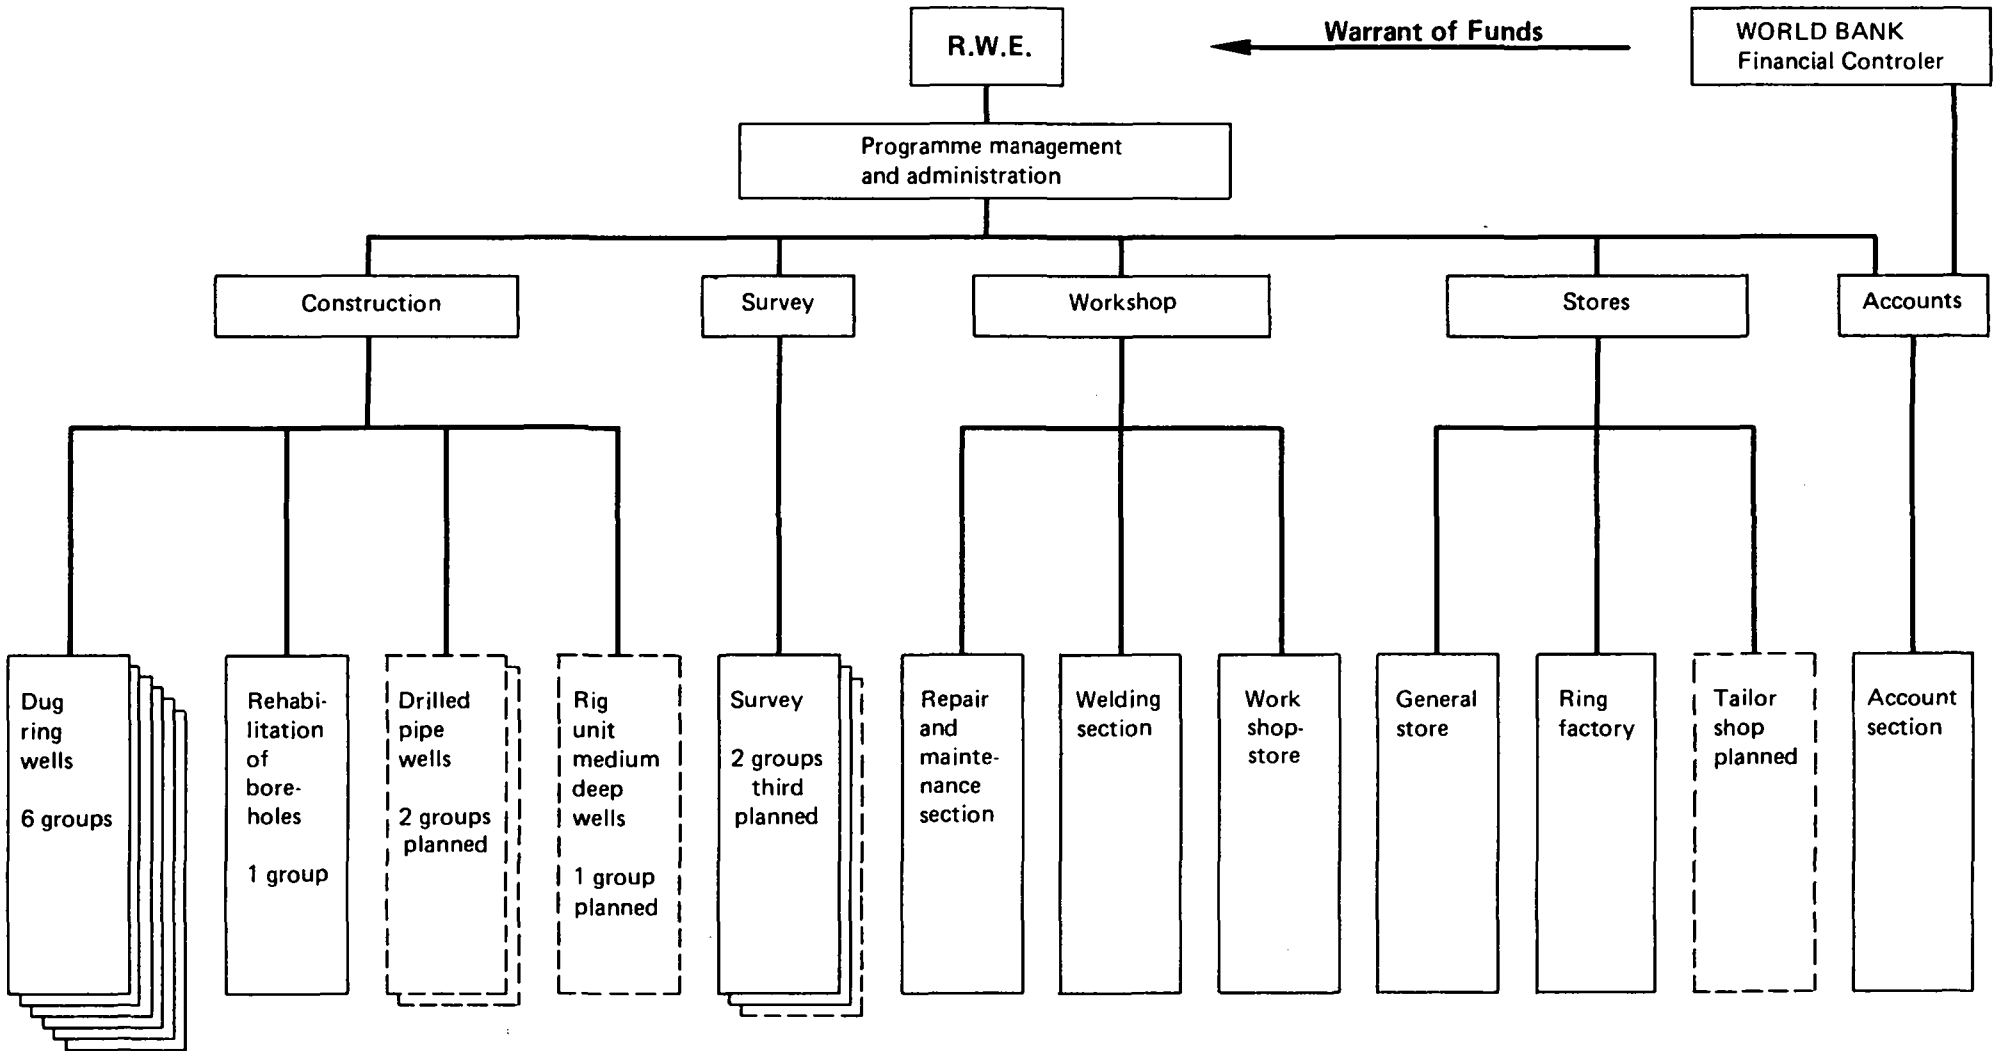 R.W.E.
Warrant of Funds
WORLD BANK
Financial Controler
Programme management
and administration
Construction
Survey
Workshop
Stores
Accounts
Dug
ring
wells
6 groups
Rehabi-
litation
of
bore-
holes
1 group
Drilled
pipe
wells
2 groups
planned
Rig
unit
medium
deep
wells
1 group
planned
Survey
2 groups
third
planned
Repair
and
mainte-
nance
section
Welding
section
Work
shop-
store
General
store
Ring
factory
Tailor
shop
planned
Account
section